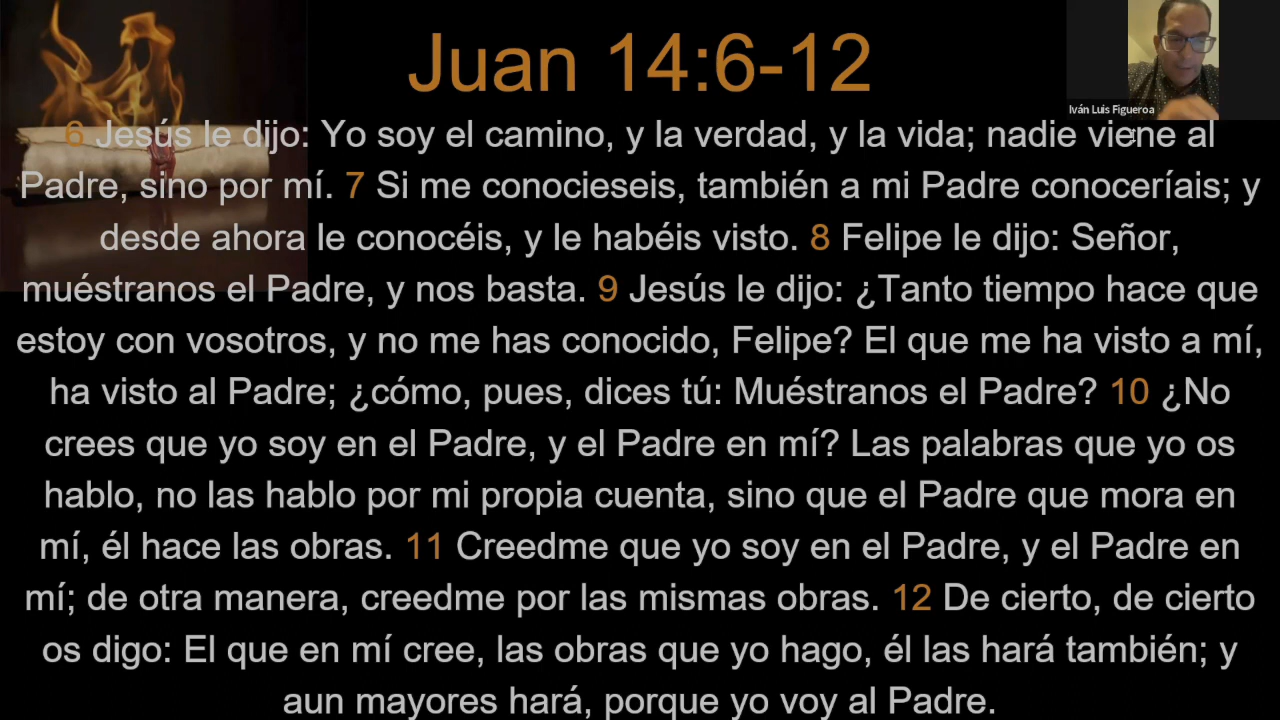 Juan 14:6-12
Iván Luis Figueroa
6 Jesús le dijo: Yo soy el camino, y la verdad, y la vida; nadie viene al
Padre, sino por mí. 7 Si me conocieseis, también a mi Padre conoceríais; y
desde ahora le conocéis, y le habéis visto. 8 Felipe le dijo: Señor,
muéstranos el Padre, y nos basta. 9 Jesús le dijo: ¿Tanto tiempo hace que
estoy con vosotros, y no me has conocido, Felipe? El que me ha visto a mí,
ha visto al Padre; ¿cómo, pues, dices tú: Muéstranos el Padre? 10 ¿No
crees que yo soy en el Padre, y el Padre en mí? Las palabras que yo os
hablo, no las hablo por mi propia cuenta, sino que el Padre que mora en
mí, él hace las obras. 11 Creedme que yo soy en el Padre, y el Padre en
mí; de otra manera, creedme por las mismas obras. 12 De cierto, de cierto
os digo: El que en mí cree, las obras que yo hago, él las hará también; y
aun mayores hará, porque yo voy al Padre.